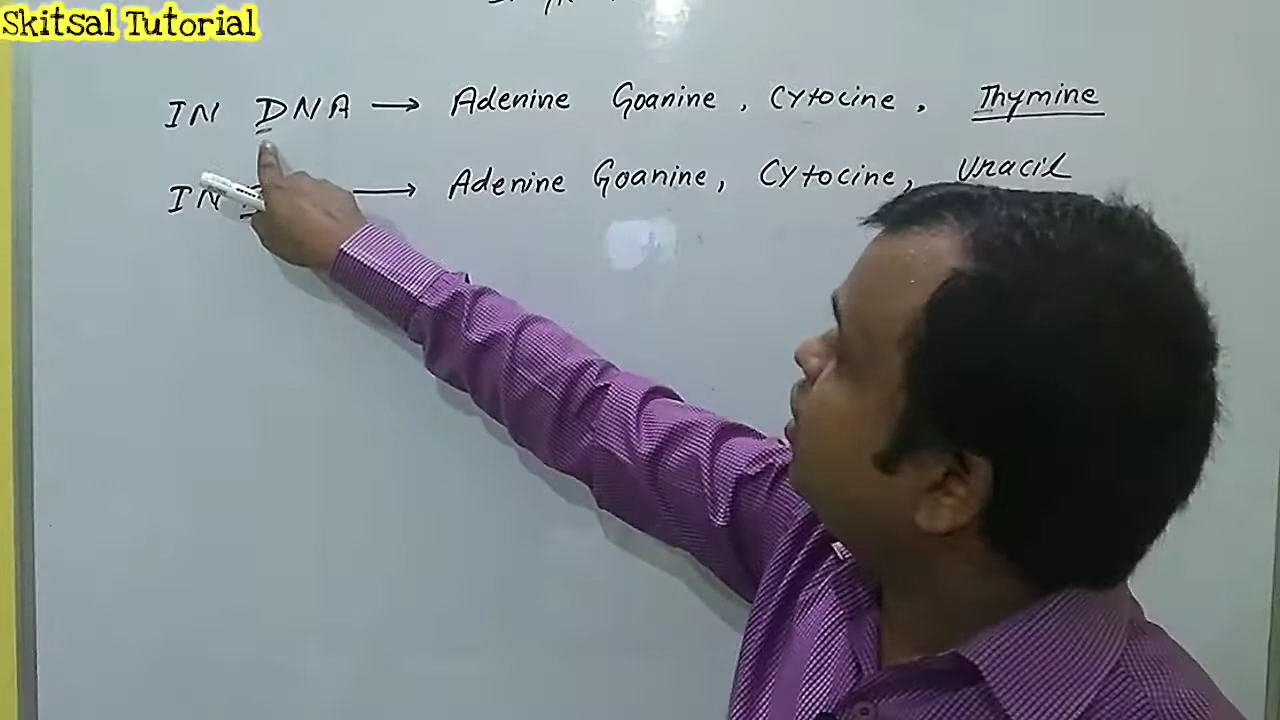 Skitsal Tutorial
IN DNA → Adenine Goanine, Cytocine, Thymine
IN → Adenine Goanine, Cytocine, Uracil